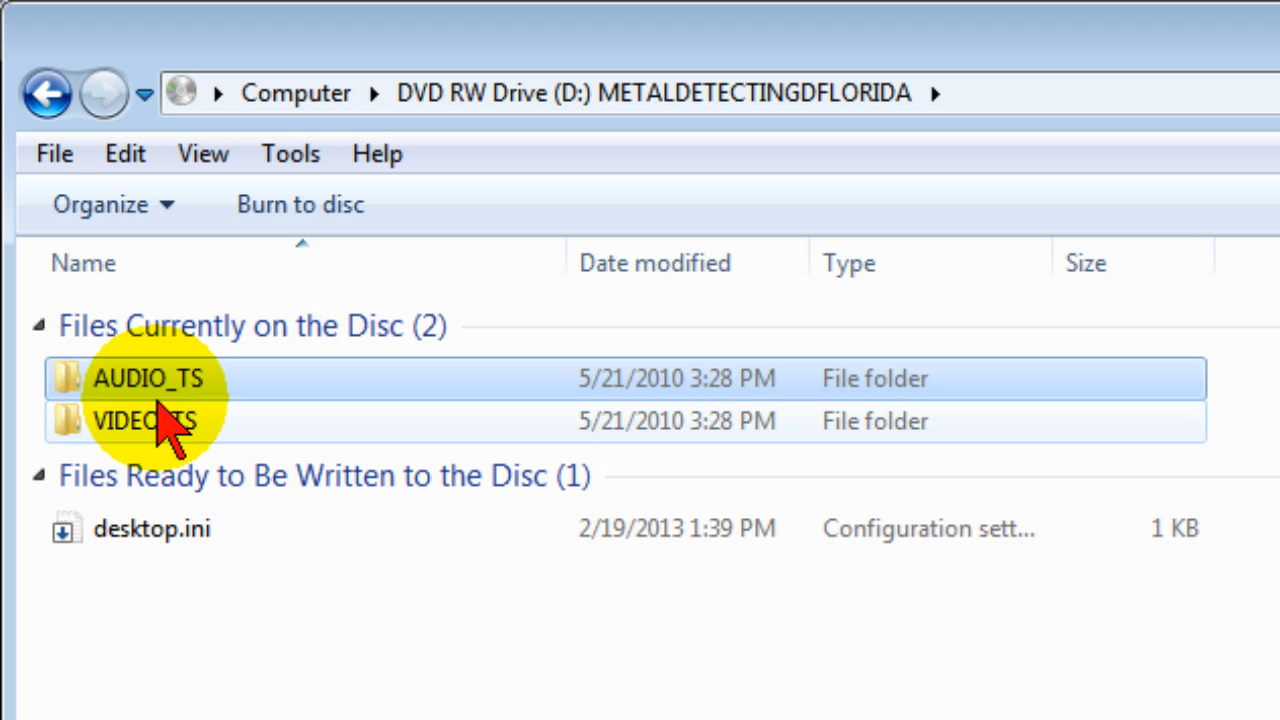 Computer DVD RW Drive (D:) METALDETECTINGDFLORIDA
File Edit View Tools Help
Organize Burn to disc
Name Date modified Type Size
Files Currently on the Disc (2)
AUDIO_TS 5/21/2010 3:28 PM File folder
VIDEO_TS 5/21/2010 3:28 PM File folder
Files Ready to Be Written to the Disc (1)
desktop.ini 2/19/2013 1:39 PM Configuration sett... 1 KB